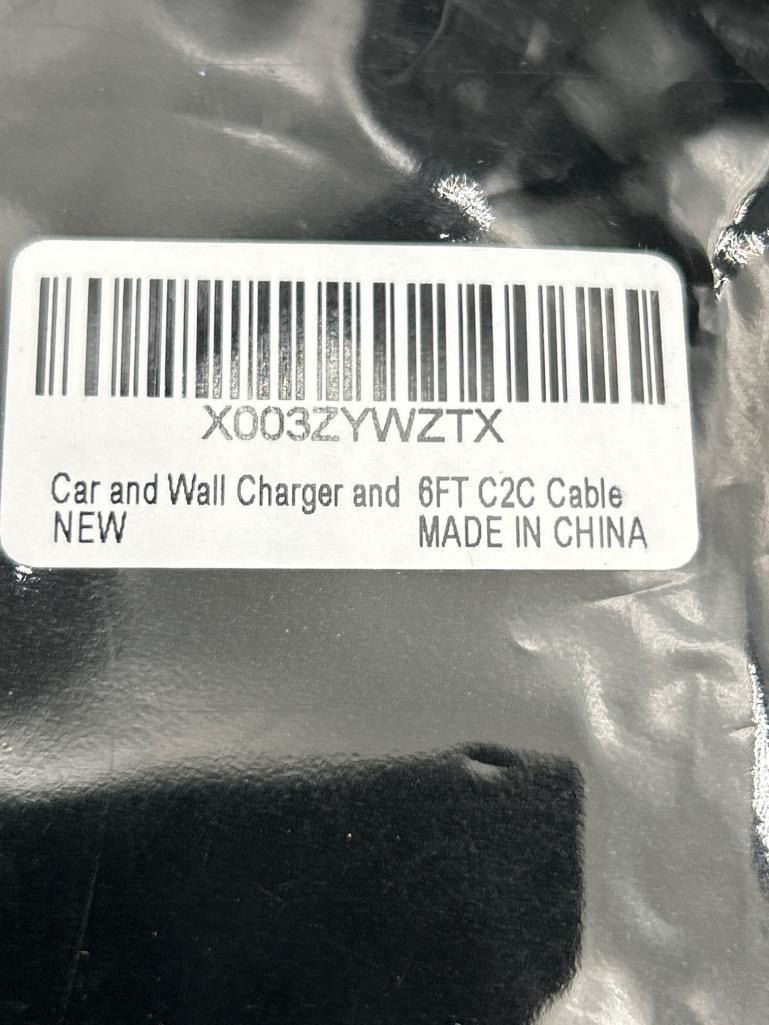 X003ZYWZTX
Car and Wall Charger and 6FT C2C Cable
NEW MADE IN CHINA